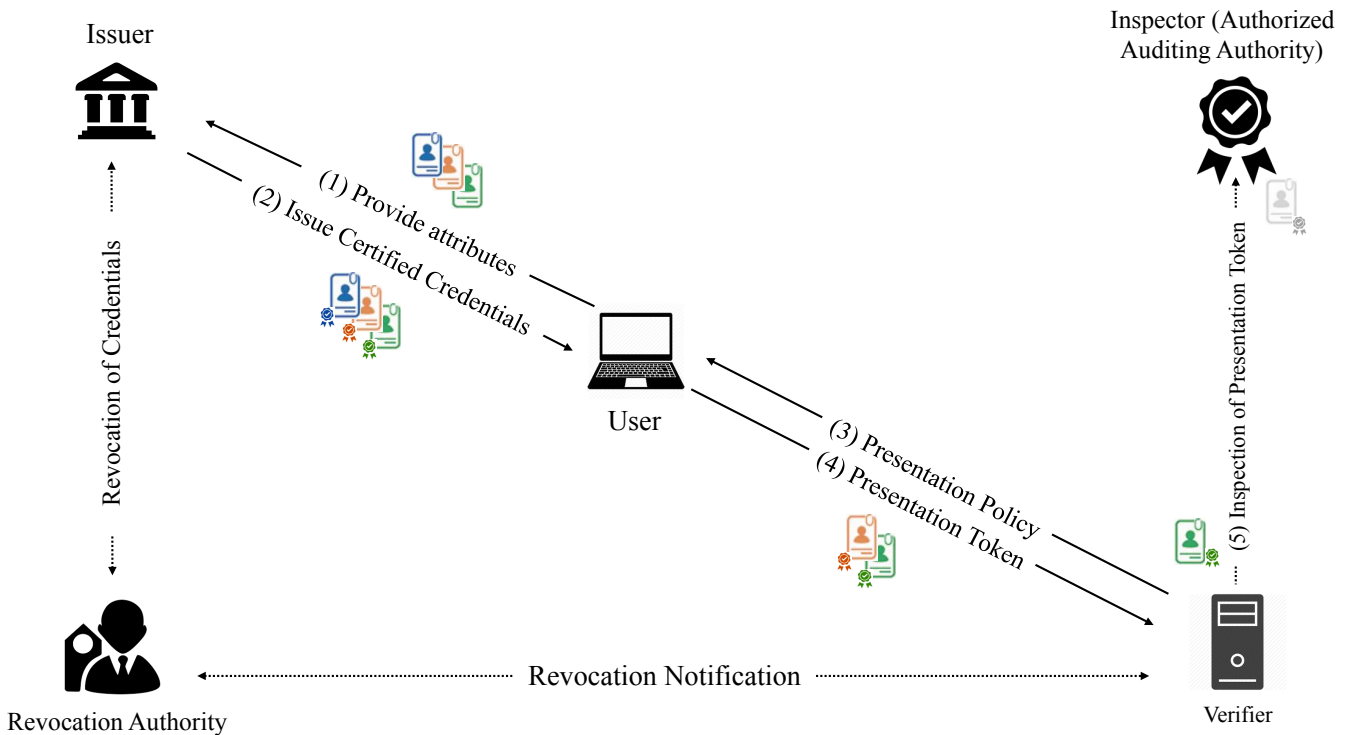 Issuer
Inspector (Authorized
Auditing Authority)
(1) Provide attributes
(2) Issue Certified Credentials
Revocation of Credentials
(5) Inspection of Presentation Token
User
(3) Presentation Policy
(4) Presentation Token
Revocation Notification
Revocation Authority
Verifier